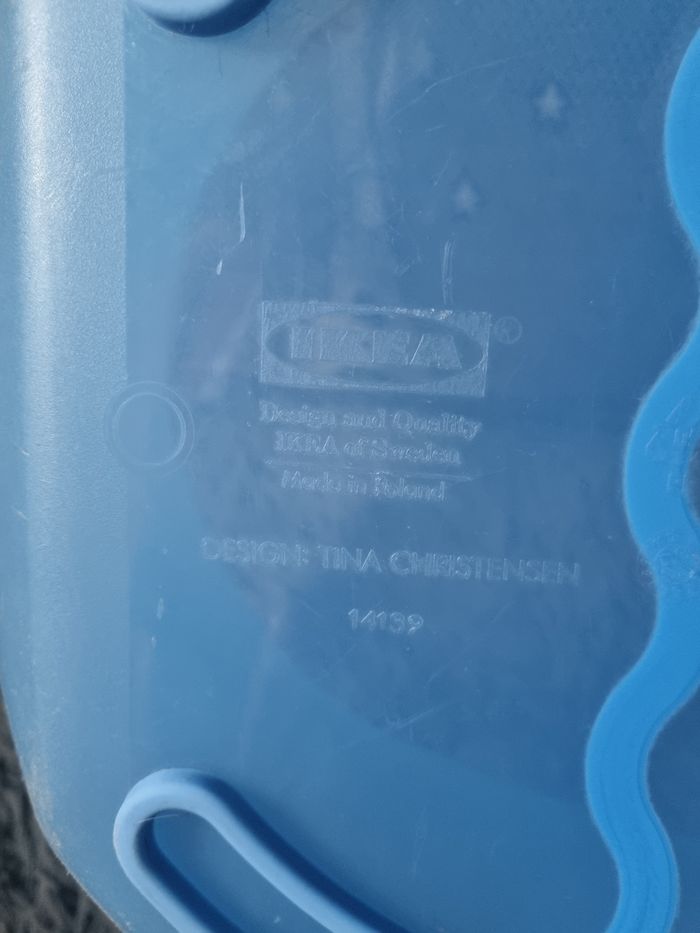 IKEA®
Design and Quality
IKEA of Sweden
Made in Poland
DESIGN: TINA CHRISTENSEN
14139